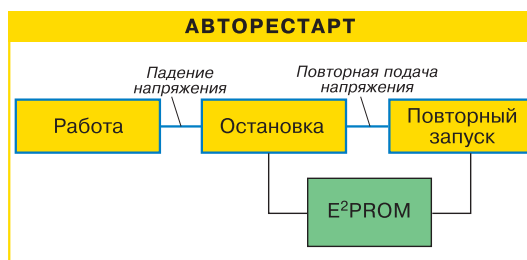 АВТОРЕСТАРТ
Падение
напряжения
Повторная подача
напряжения
Работа
Остановка
Повторный
запуск
E²PROM